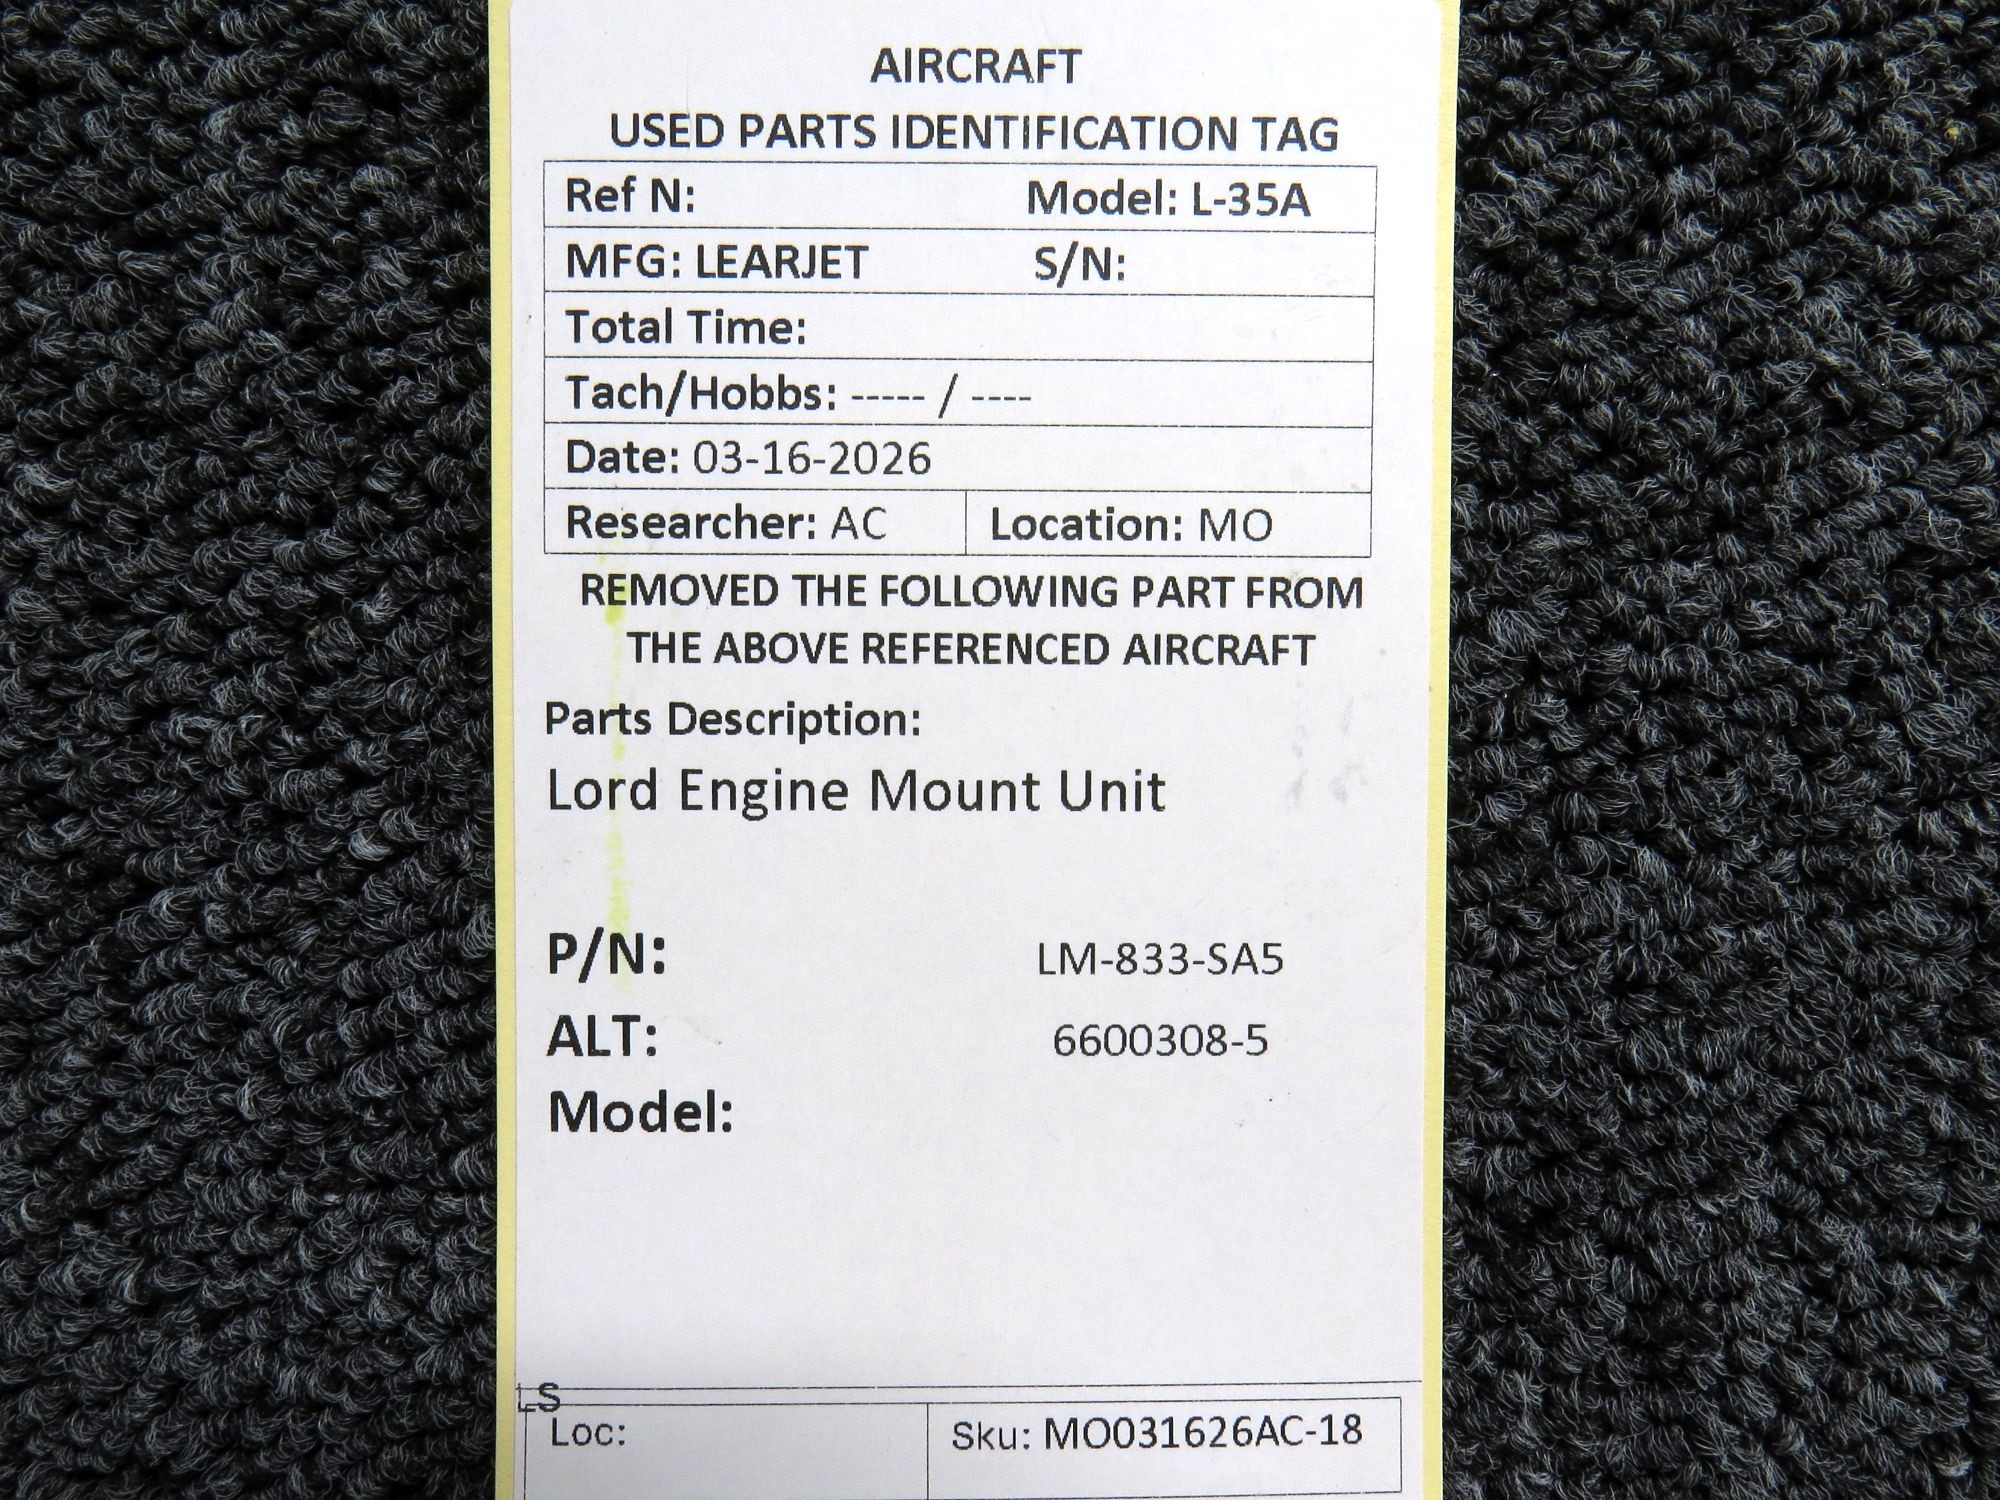 AIRCRAFT
USED PARTS IDENTIFICATION TAG
Ref N: Model: L-35A
MFG: LEARJET S/N:
Total Time:
Tach/Hobbs: ----- / ----
Date: 03-16-2026
Researcher: AC Location: MO
REMOVED THE FOLLOWING PART FROM
THE ABOVE REFERENCED AIRCRAFT
Parts Description:
Lord Engine Mount Unit
P/N: LM-833-SA5
ALT: 6600308-5
Model:
LS
Loc: Sku: MO031626AC-18